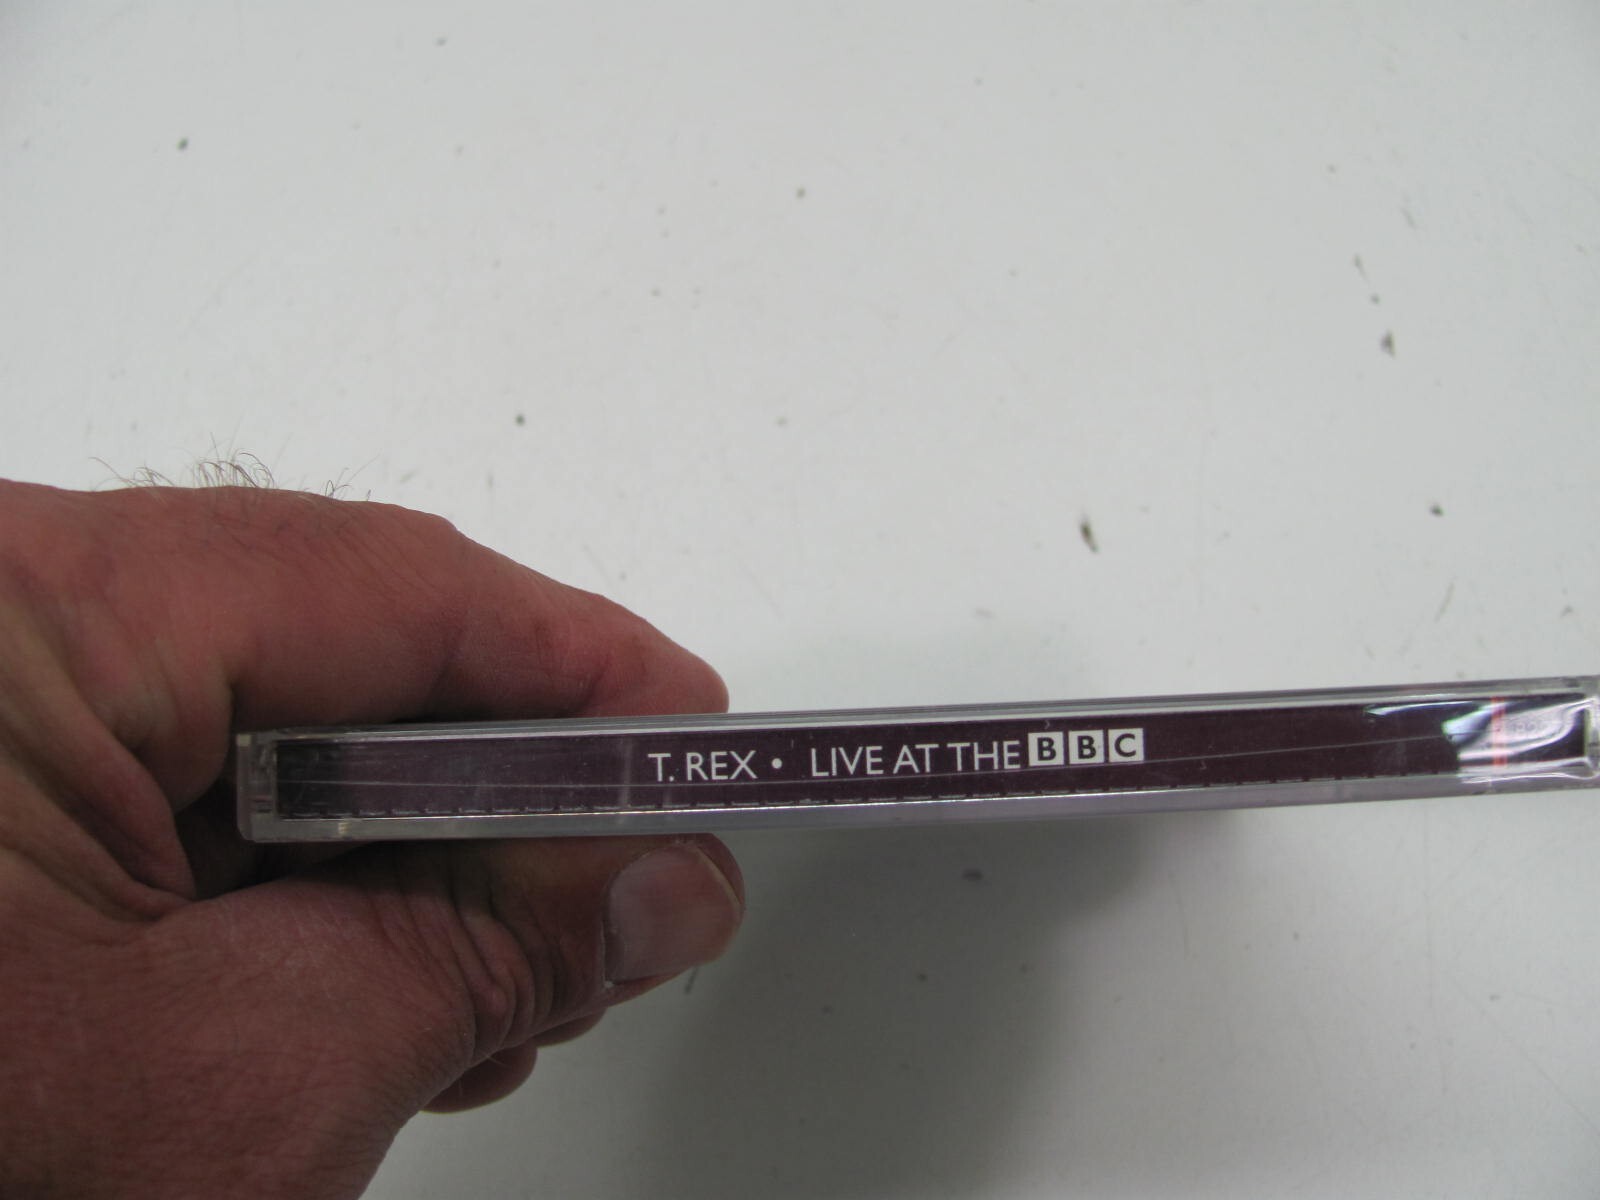 T. REX • LIVE AT THE BBC